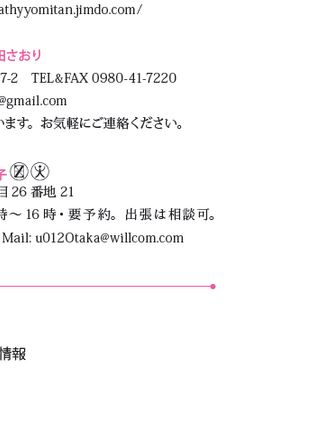 athyyomitan.jimdo.com/
田さおり
7-2 TEL&FAX 0980-41-7220
@gmail.com
います。お気軽にご連絡ください。
子
目 26 番地 21
時～ 16 時・要予約。出張は相談可。
Mail: u012Otaka@willcom.com
情報